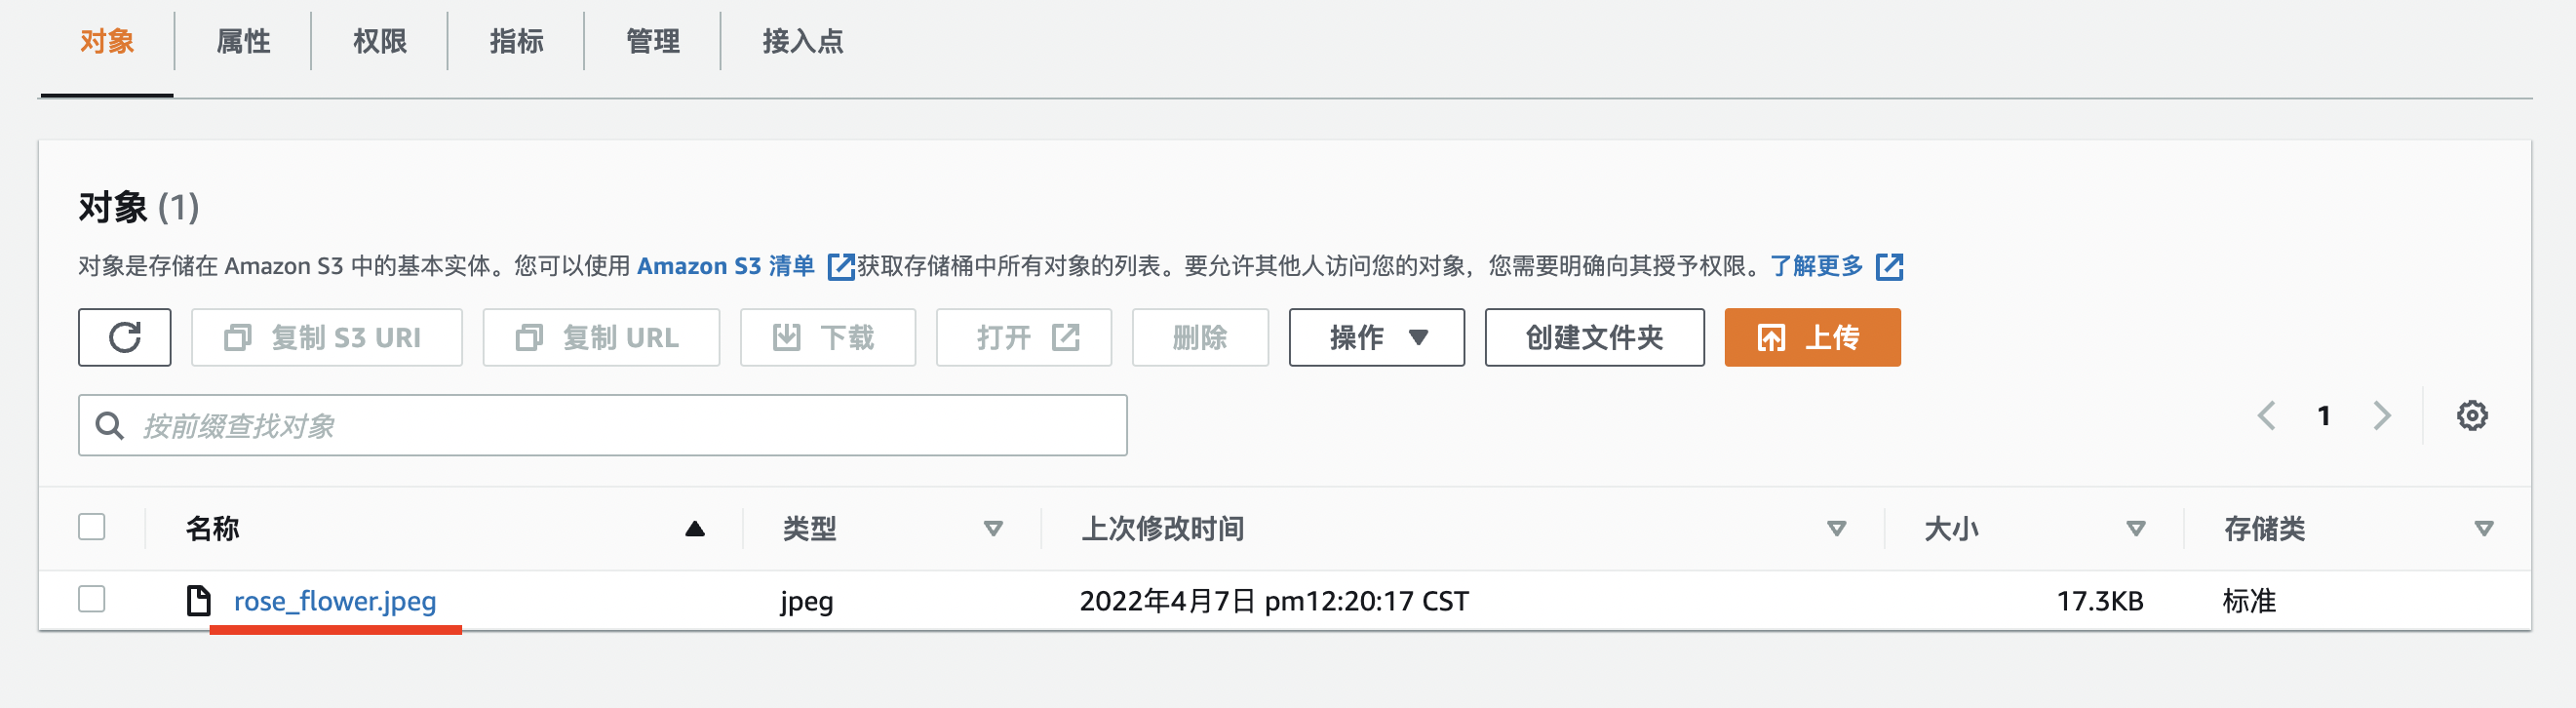 对象 属性 权限 指标 管理 接入点
对象 (1)
对象是存储在 Amazon S3 中的基本实体。您可以使用 Amazon S3 清单 获取存储桶中所有对象的列表。要允许其他人访问您的对象，您需要明确向其授予权限。了解更多
复制 S3 URI 复制 URL 下载 打开 删除 操作 创建文件夹 上传
按前缀查找对象 1
名称 类型 上次修改时间 大小 存储类
rose_flower.jpeg jpeg 2022年4月7日 pm12:20:17 CST 17.3KB 标准